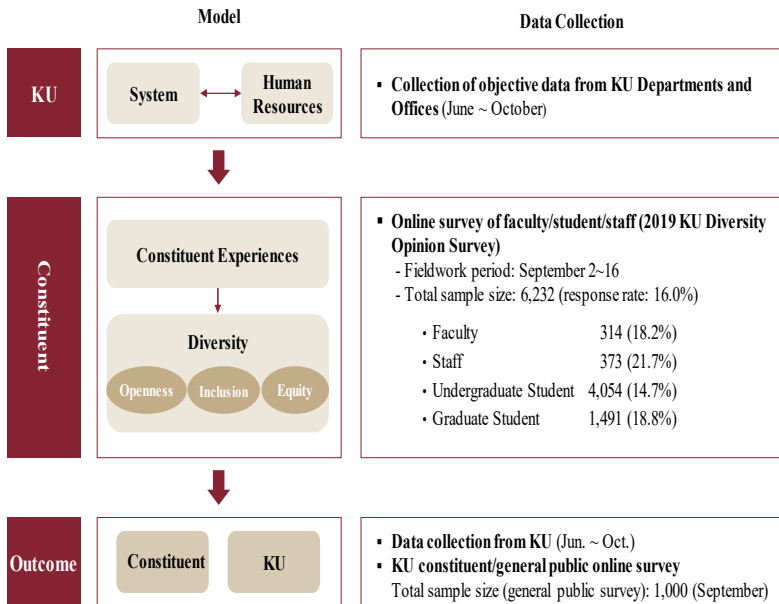 Model
Data Collection
KU
System
Human
Resources
▪ Collection of objective data from KU Departments and
Offices (June ~ October)
Constituent
Constituent Experiences
Diversity
Openness
Inclusion
Equity
▪ Online survey of faculty/student/staff (2019 KU Diversity
Opinion Survey)
- Fieldwork period: September 2~16
- Total sample size: 6,232 (response rate: 16.0%)
• Faculty 314 (18.2%)
• Staff 373 (21.7%)
• Undergraduate Student 4,054 (14.7%)
• Graduate Student 1,491 (18.8%)
Outcome
Constituent
KU
▪ Data collection from KU (Jun. ~ Oct.)
▪ KU constituent/general public online survey
Total sample size (general public survey): 1,000 (September)